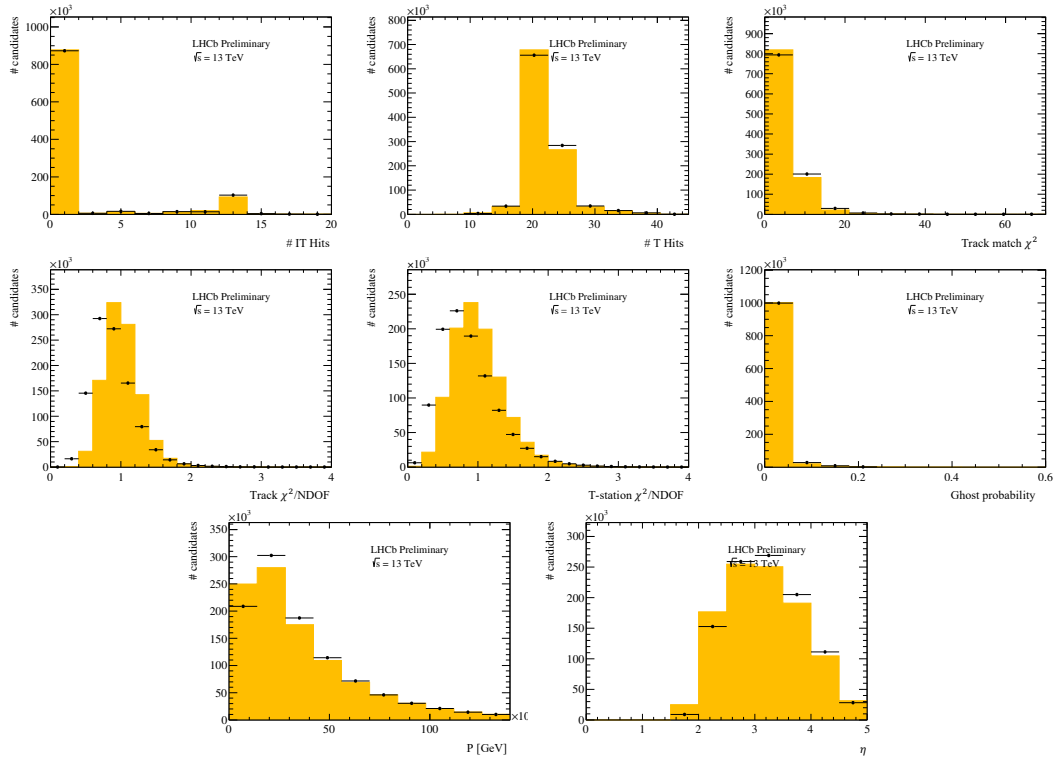 ×10³
# candidates
LHCb Preliminary
√s = 13 TeV
1000
800
600
400
200
0
0 5 10 15 20
# IT Hits
×10³
# candidates
LHCb Preliminary
√s = 13 TeV
800
700
600
500
400
300
200
100
0
0 10 20 30 40
# T Hits
×10³
# candidates
LHCb Preliminary
√s = 13 TeV
900
800
700
600
500
400
300
200
100
0
0 20 40 60
Track match χ²
×10³
# candidates
LHCb Preliminary
√s = 13 TeV
350
300
250
200
150
100
50
0
0 1 2 3 4
Track χ²/NDOF
×10³
# candidates
LHCb Preliminary
√s = 13 TeV
250
200
150
100
50
0
0 1 2 3 4
T-station χ²/NDOF
×10³
# candidates
LHCb Preliminary
√s = 13 TeV
1200
1000
800
600
400
200
0
0 0.2 0.4 0.6
Ghost probability
×10³
# candidates
LHCb Preliminary
√s = 13 TeV
350
300
250
200
150
100
50
0
0 50 100
P [GeV]
×10³
# candidates
LHCb Preliminary
√s = 13 TeV
300
250
200
150
100
50
0
0 1 2 3 4 5
η